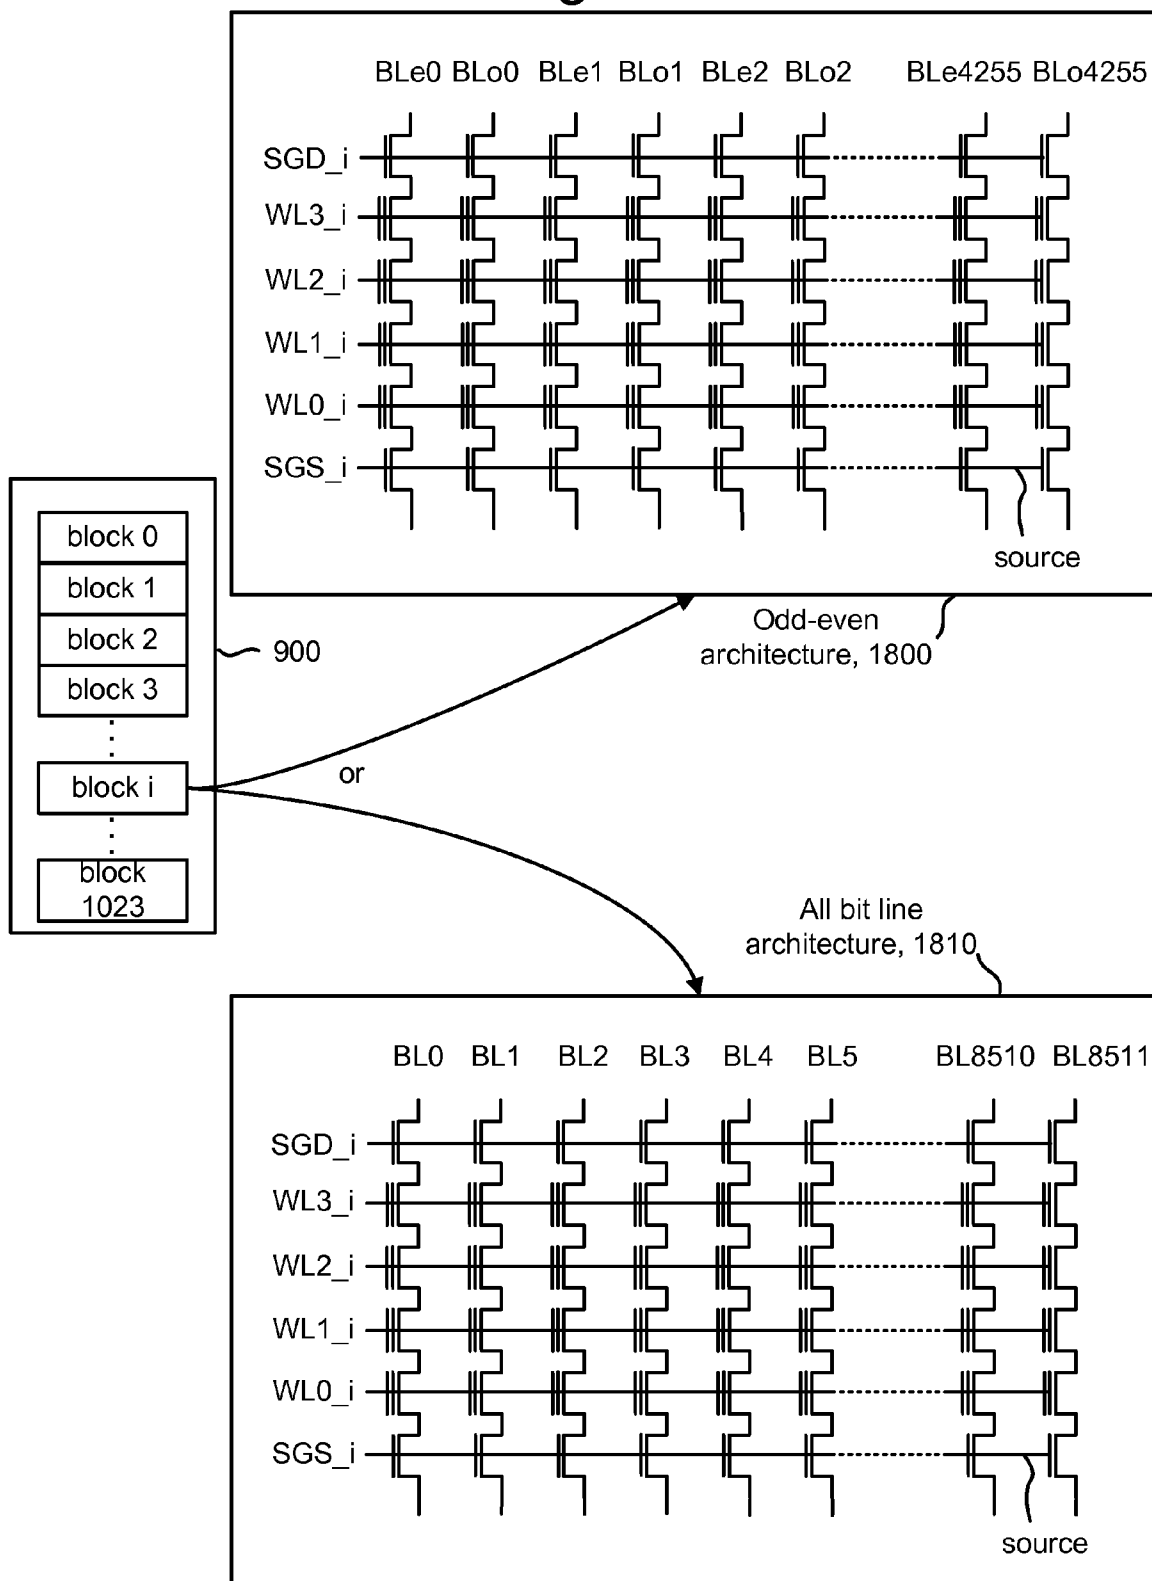 BLe0 BLo0 BLe1 BLo1 BLe2 BLo2 BLe4255 BLo4255
SGD_i
WL3_i
WL2_i
WL1_i
WL0_i
SGS_i
source
block 0
block 1
block 2
block 3
block i
block
1023
900
or
Odd-even
architecture, 1800
All bit line
architecture, 1810
BL0 BL1 BL2 BL3 BL4 BL5 BL8510 BL8511
SGD_i
WL3_i
WL2_i
WL1_i
WL0_i
SGS_i
source